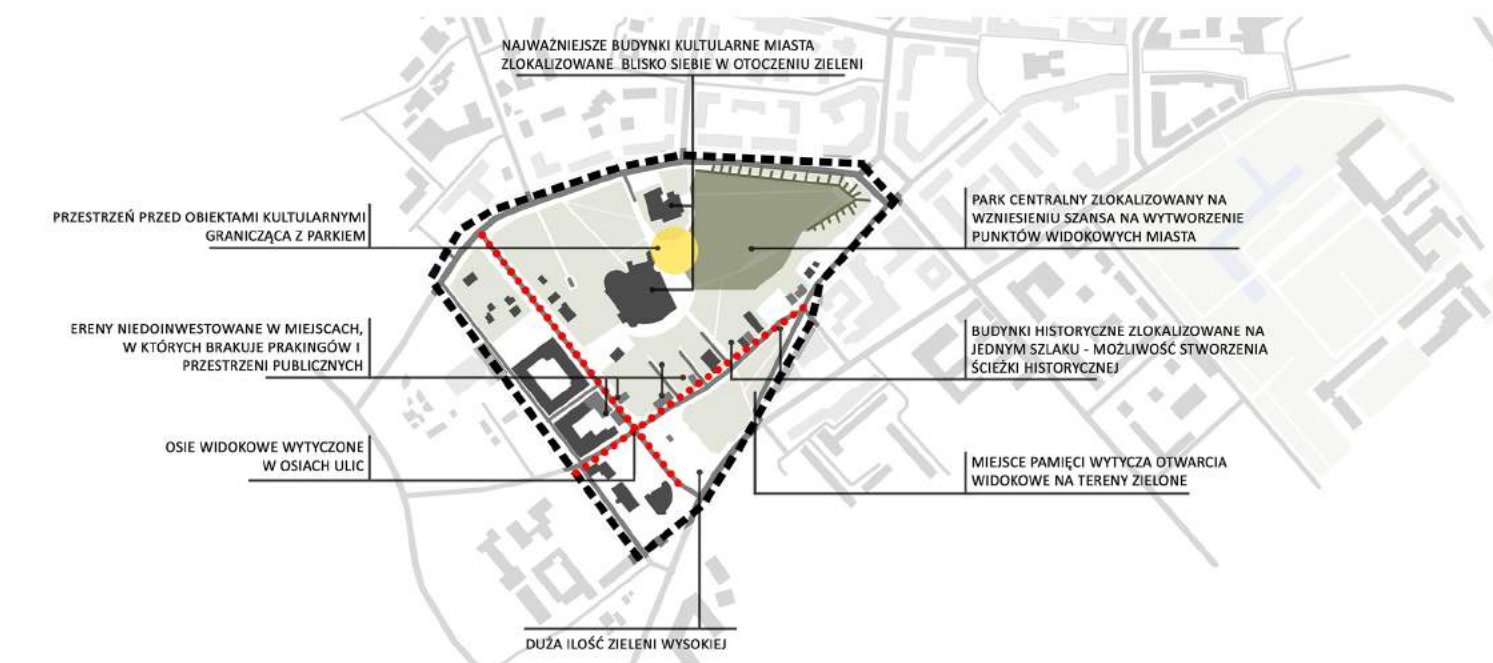 NAJWAŻNIEJSZE BUDYNKI KULTULARNE MIASTA
ZLOKALIZOWANE BLISKO SIEBIE W OTOCZENIU ZIELENI
PRZESTRZEŃ PRZED OBIEKTAMI KULTULARNYMI
GRANICZĄCA Z PARKIEM
ERENY NIEDOINWESTOWANE W MIEJSCACH,
W KTÓRYCH BRAKUJE PRAKINGÓW I
PRZESTRZENI PUBLICZNYCH
OSIE WIDOKOWE WYTYCZONE
W OSIACH ULIC
PARK CENTRALNY ZLOKALIZOWANY NA
WZNIESIENIU SZANSA NA WYTWORZENIE
PUNKTÓW WIDOKOWYCH MIASTA
BUDYNKI HISTORYCZNE ZLOKALIZOWANE NA
JEDNYM SZLAKU - MOŻLIWOŚĆ STWORZENIA
ŚCIEŻKI HISTORYCZNEJ
MIEJSCE PAMIĘCI WYTYCZA OTWARCIA
WIDOKOWE NA TERENY ZIELONE
DUŻA ILOŚĆ ZIELENI WYSOKIEJ